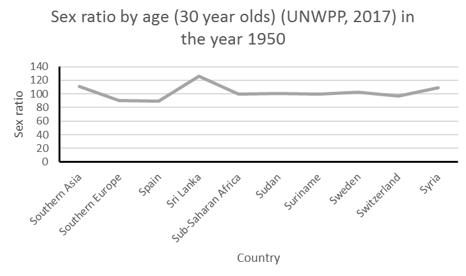 Sex ratio by age (30 year olds) (UNWPP, 2017) in
the year 1950
Sex ratio
140
120
100
80
60
40
20
0
Southern Asia
Southern Europe
Spain
Sri Lanka
Sub-Saharan Africa
Sudan
Suriname
Sweden
Switzerland
Syria
Country